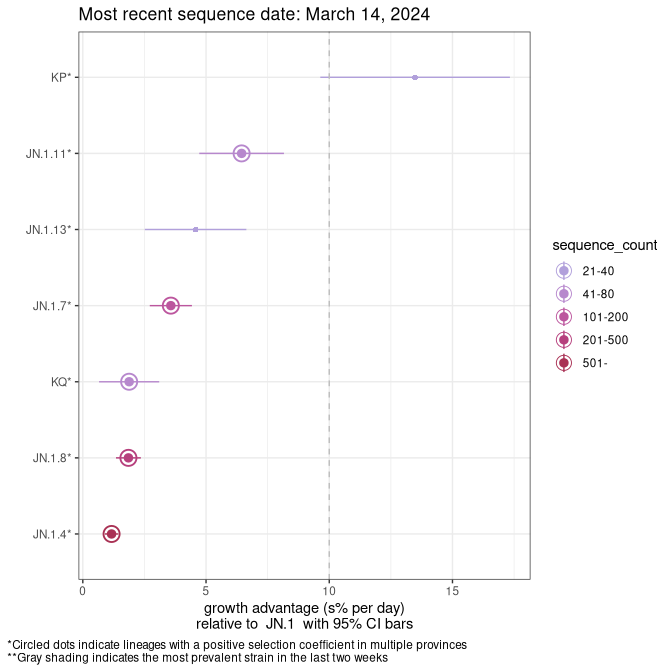 Most recent sequence date: March 14, 2024
KP*
JN.1.11*
JN.1.13*
JN.1.7*
KQ*
JN.1.8*
JN.1.4*
0
5
10
15
growth advantage (s% per day)
relative to  JN.1  with 95% CI bars
sequence_count
21-40
41-80
101-200
201-500
501-
*Circled dots indicate lineages with a positive selection coefficient in multiple provinces
**Gray shading indicates the most prevalent strain in the last two weeks